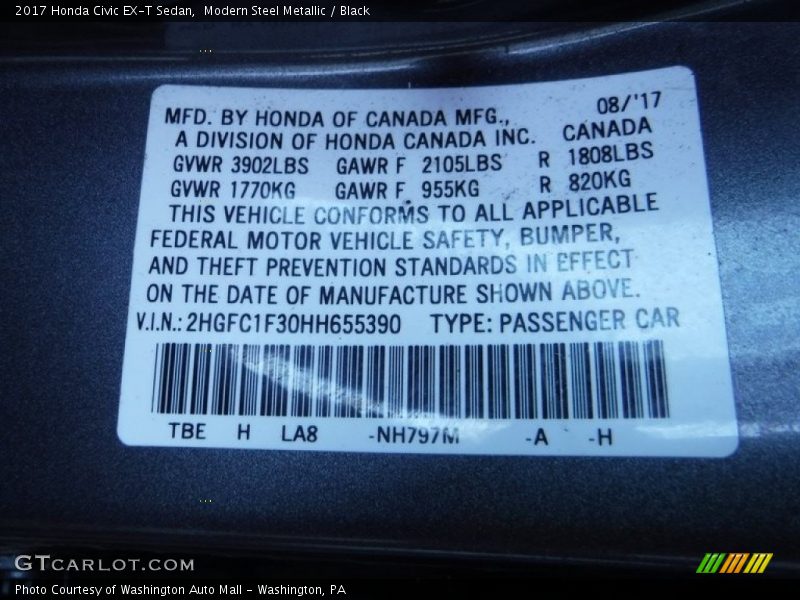 2017 Honda Civic EX-T Sedan,  Modern Steel Metallic / Black
MFD. BY HONDA OF CANADA MFG., 08/'17
A DIVISION OF HONDA CANADA INC. CANADA
GVWR 3902LBS GAWR F 2105LBS R 1808LBS
GVWR 1770KG GAWR F 955KG R 820KG
THIS VEHICLE CONFORMS TO ALL APPLICABLE
FEDERAL MOTOR VEHICLE SAFETY, BUMPER,
AND THEFT PREVENTION STANDARDS IN EFFECT
ON THE DATE OF MANUFACTURE SHOWN ABOVE.
V.I.N.: 2HGFC1F30HH655390 TYPE: PASSENGER CAR
TBE H LA8 -NH797M -A -H
GTCARLOT.COM
Photo Courtesy of Washington Auto Mall - Washington, PA